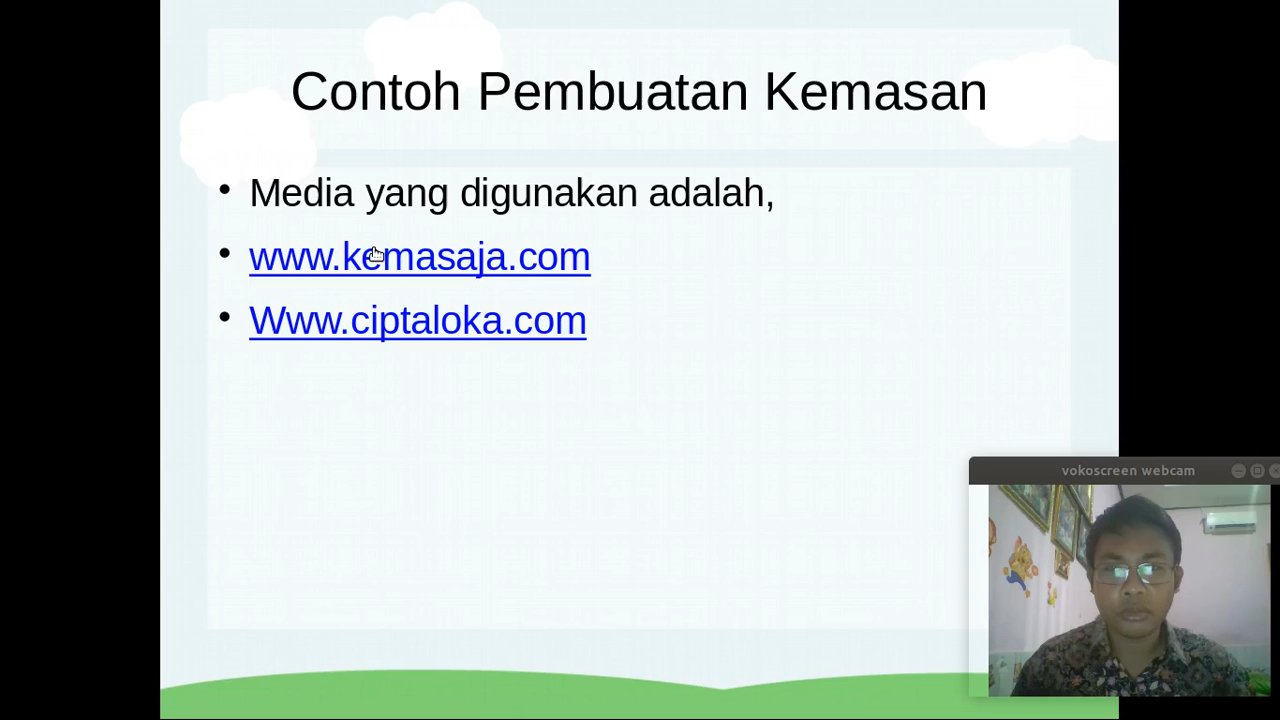 Contoh Pembuatan Kemasan
• Media yang digunakan adalah,
• www.kemasaja.com
• Www.ciptaloka.com
vokoscreen webcam